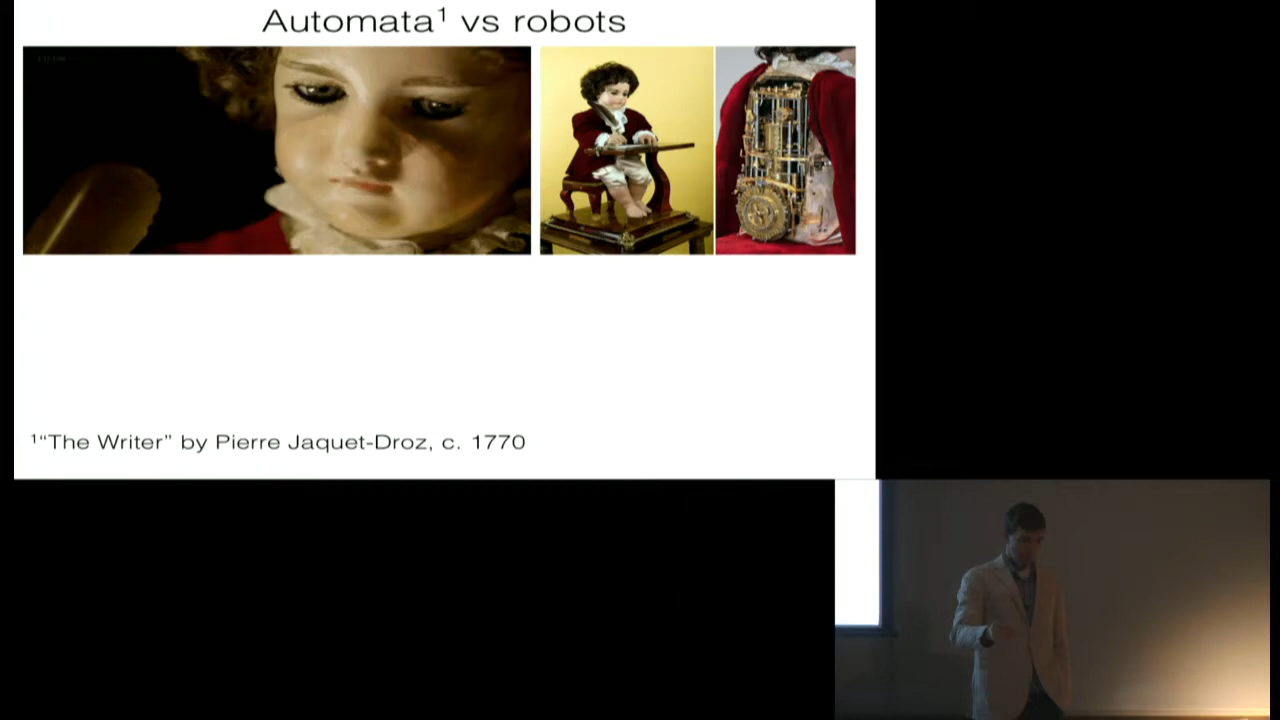 Automata¹ vs robots
¹“The Writer” by Pierre Jaquet-Droz, c. 1770